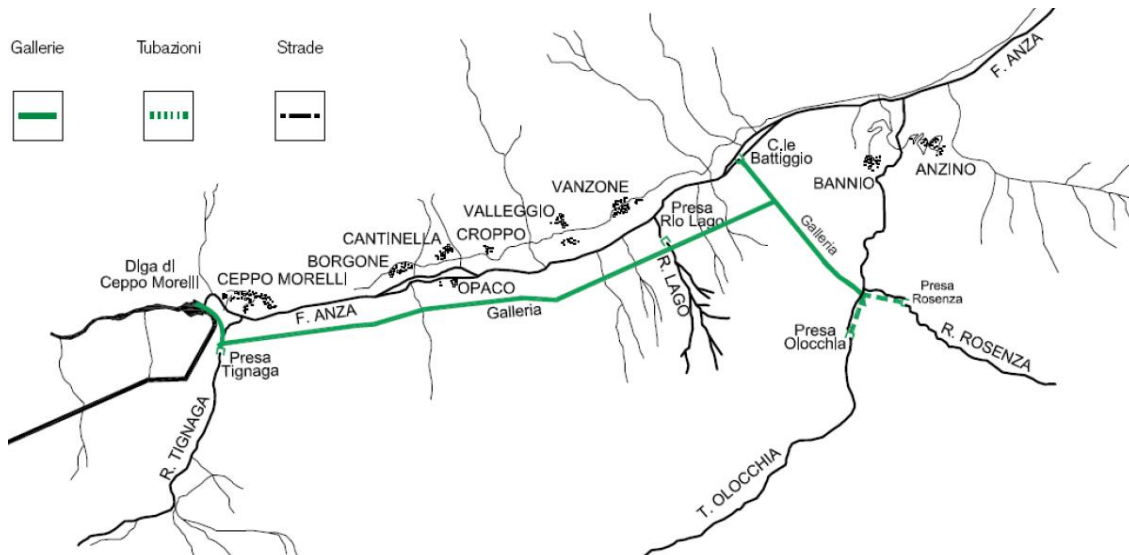 Gallerie
Tubazioni
Strade
F. ANZA
C.le
Battiggio
BANNIO
ANZINO
VANZONE
Presa
RIo Lago
VALLEGGIO
CROPPO
CANTINELLA
BORGONE
Galleria
DIga dI
Ceppo MorellI
CEPPO MORELLI
R. LAGO
OPACO
Presa
Rosenza
F. ANZA
Galleria
Presa
Olocchla
R. ROSENZA
Presa
Tignaga
R. TIGNAGA
T. OLOCCHIA